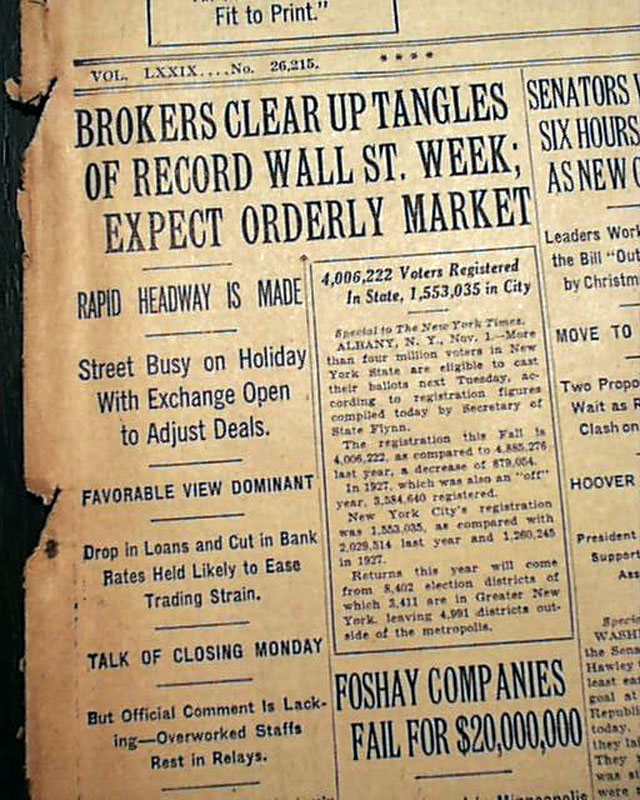 Fit to Print."
VOL. LXXIX....No. 26,215.
* * * *
BROKERS CLEAR UP TANGLES
OF RECORD WALL ST. WEEK;
EXPECT ORDERLY MARKET
RAPID HEADWAY IS MADE
Street Busy on Holiday
With Exchange Open
to Adjust Deals.
FAVORABLE VIEW DOMINANT
Drop in Loans and Cut in Bank
Rates Held Likely to Ease
Trading Strain.
TALK OF CLOSING MONDAY
But Official Comment Is Lack-
ing—Overworked Staffs
Rest in Relays.
4,006,222 Voters Registered
In State, 1,553,035 in City
Special to The New York Times.
ALBANY, N. Y., Nov. 1.—More
than four million voters in New
York State are eligible to cast
their ballots next Tuesday, ac-
cording to registration figures
compiled today by Secretary of
State Flynn.
The registration this Fall is
4,006,222, as compared to 4,885,276
last year, a decrease of 879,054.
In 1927, which was also an "off"
year, 3,584,640 registered.
New York City's registration
was 1,553,035, as compared with
2,029,514 last year and 1,260,245
in 1927.
Returns this year will come
from 8,402 election districts of
which 3,411 are in Greater New
York, leaving 4,991 districts out-
side of the metropolis.
FOSHAY COMPANIES
FAIL FOR $20,000,000
Minneapolis
SENATORS
SIX HOURS
AS NEW
Leaders Work
the Bill "Out
by Christm
MOVE TO
Two Propo
Wait as
Clash on
HOOVER
President
Support
Ass
Speci
WASH
the Sena
Hawley
least ea
goal at
Republi
today.
they la
They
was
were